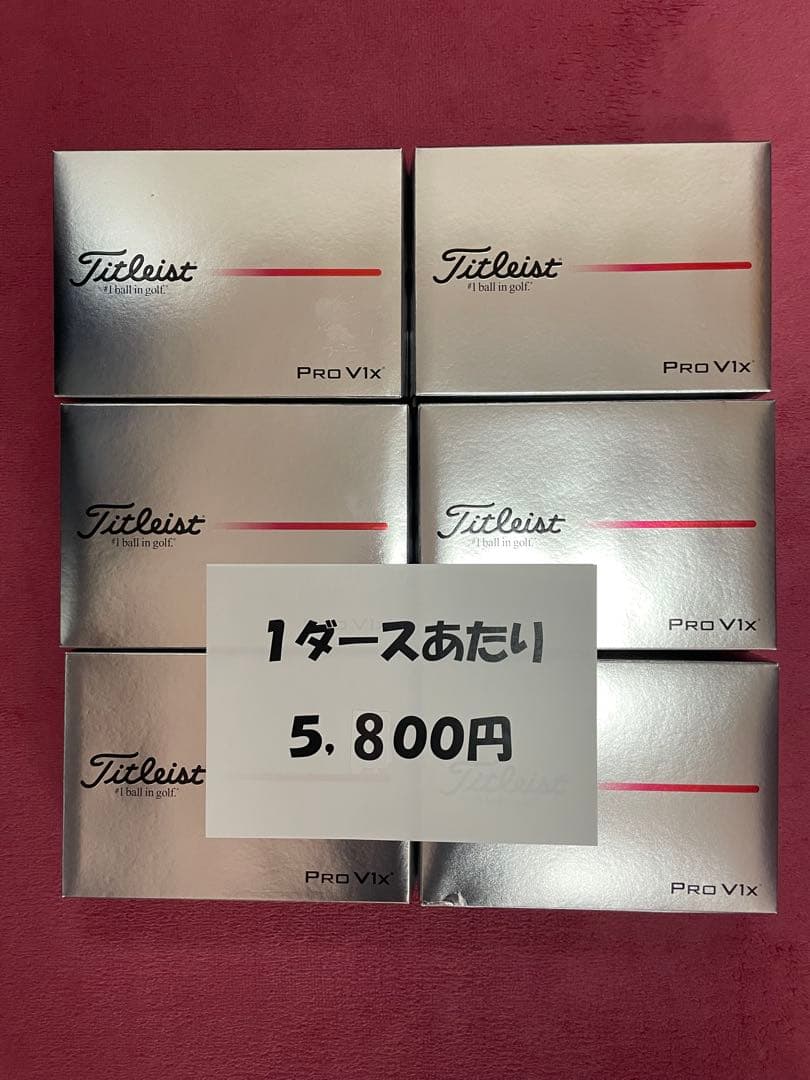 Titleist
#1 ball in golf.
PRO V1x
Titleist
#1 ball in golf.
PRO V1x
Titleist
#1 ball in golf.
Titleist
#1 ball in golf.
PRO V1x
1ダースあたり
5,800円
Titleist
#1 ball in golf.
PRO V1x
Titleist
PRO V1x